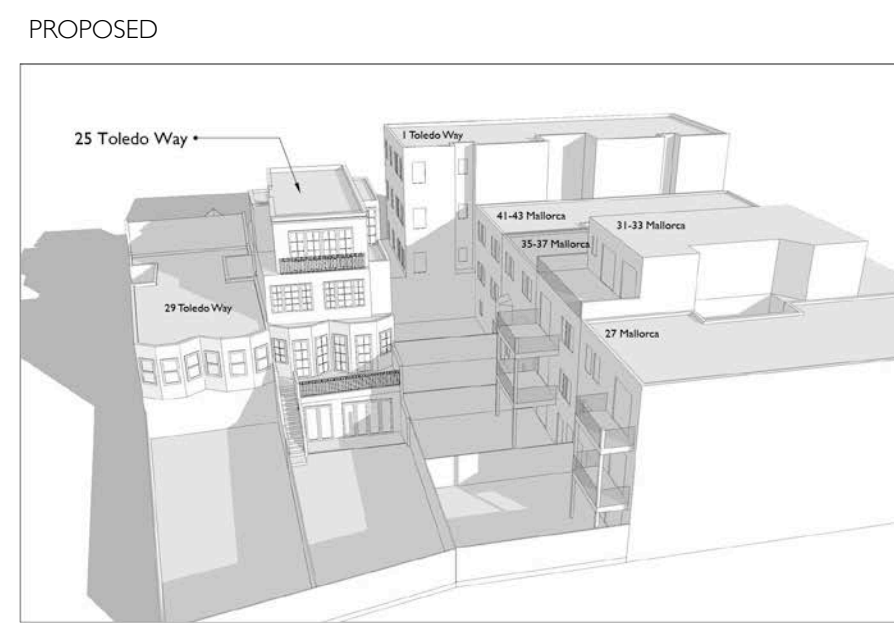 PROPOSED
25 Toledo Way
1 Toledo Way
41-43 Mallorca
31-33 Mallorca
35-37 Mallorca
29 Toledo Way
27 Mallorca